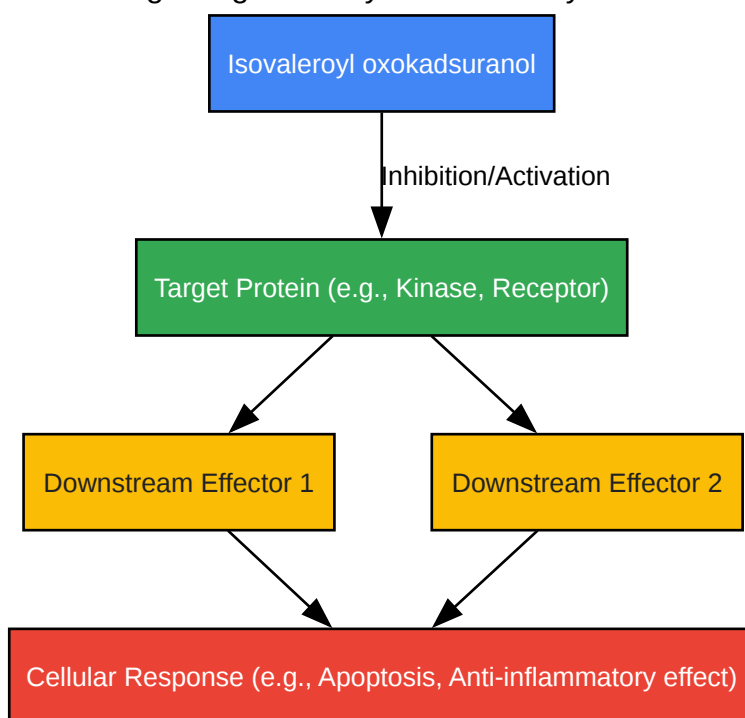 Isovaleroyl oxokadsuranol
Inhibition/Activation
Target Protein (e.g., Kinase, Receptor)
Downstream Effector 1
Downstream Effector 2
Cellular Response (e.g., Apoptosis, Anti-inflammatory effect)